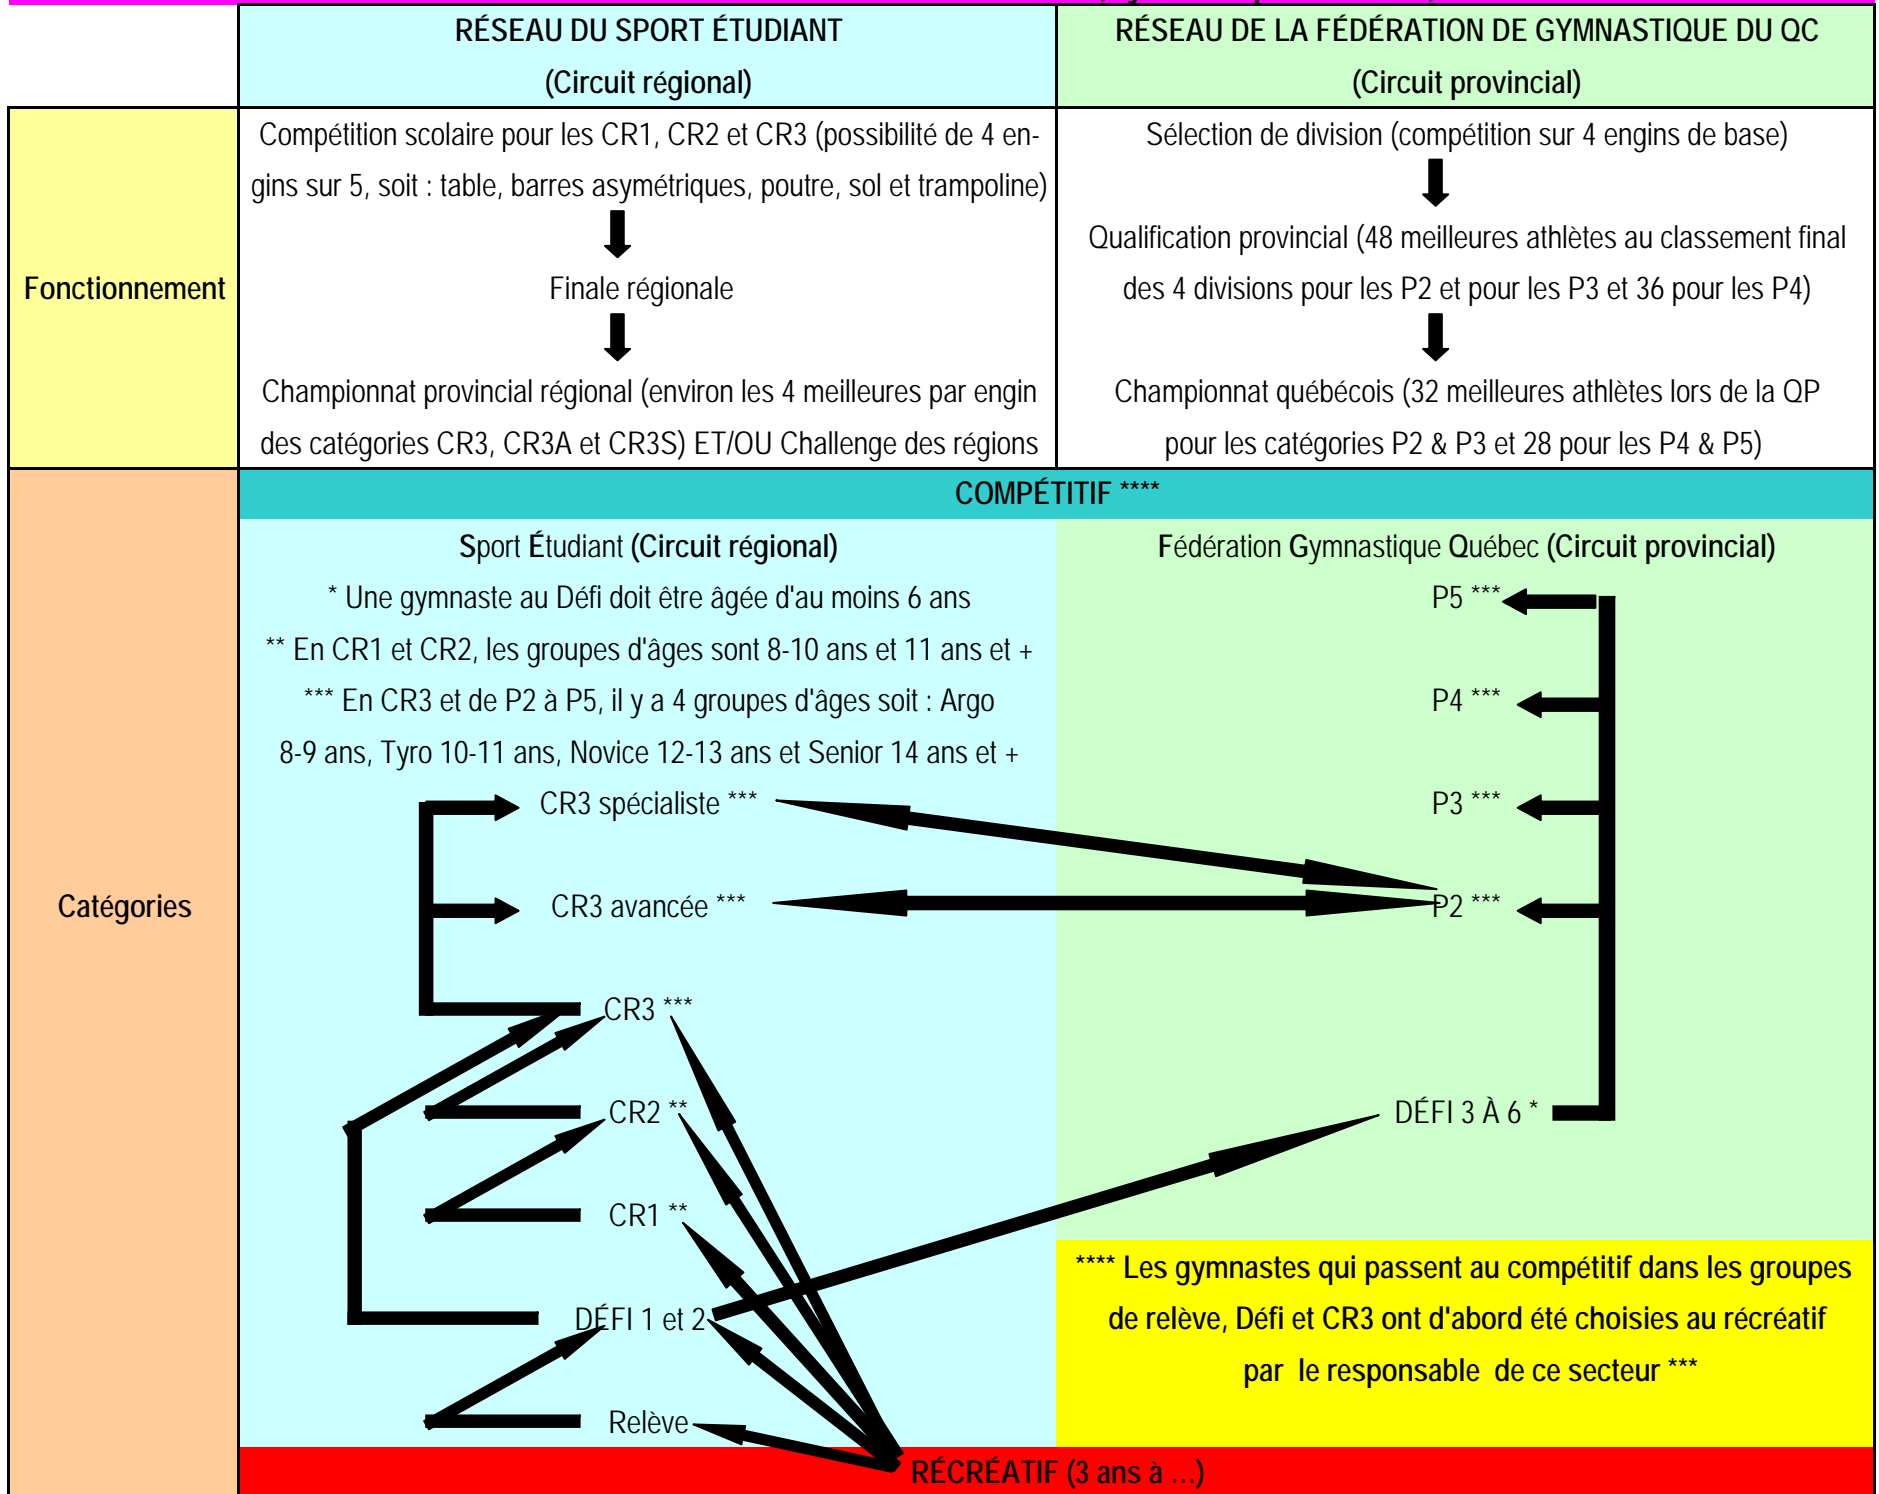 RÉSEAU DU SPORT ÉTUDIANT
(Circuit régional)
RÉSEAU DE LA FÉDÉRATION DE GYMNASTIQUE DU QC
(Circuit provincial)
Fonctionnement
Compétition scolaire pour les CR1, CR2 et CR3 (possibilité de 4 en-
gins sur 5, soit : table, barres asymétriques, poutre, sol et trampoline)
Finale régionale
Championnat provincial régional (environ les 4 meilleures par engin
des catégories CR3, CR3A et CR3S) ET/OU Challenge des régions
Sélection de division (compétition sur 4 engins de base)
Qualification provincial (48 meilleures athlètes au classement final
des 4 divisions pour les P2 et pour les P3 et 36 pour les P4)
Championnat québécois (32 meilleures athlètes lors de la QP
pour les catégories P2 & P3 et 28 pour les P4 & P5)
Catégories
COMPÉTITIF ****
Sport Étudiant (Circuit régional)
* Une gymnaste au Défi doit être âgée d'au moins 6 ans
** En CR1 et CR2, les groupes d'âges sont 8-10 ans et 11 ans et +
*** En CR3 et de P2 à P5, il y a 4 groupes d'âges soit : Argo
8-9 ans, Tyro 10-11 ans, Novice 12-13 ans et Senior 14 ans et +
CR3 spécialiste ***
CR3 avancée ***
CR3 ***
CR2 **
CR1 **
DÉFI 1 et 2
Relève
Fédération Gymnastique Québec (Circuit provincial)
P5 ***
P4 ***
P3 ***
P2 ***
DÉFI 3 À 6 *
**** Les gymnastes qui passent au compétitif dans les groupes
de relève, Défi et CR3 ont d'abord été choisies au récréatif
par le responsable de ce secteur ***
RÉCRÉATIF (3 ans à ...)